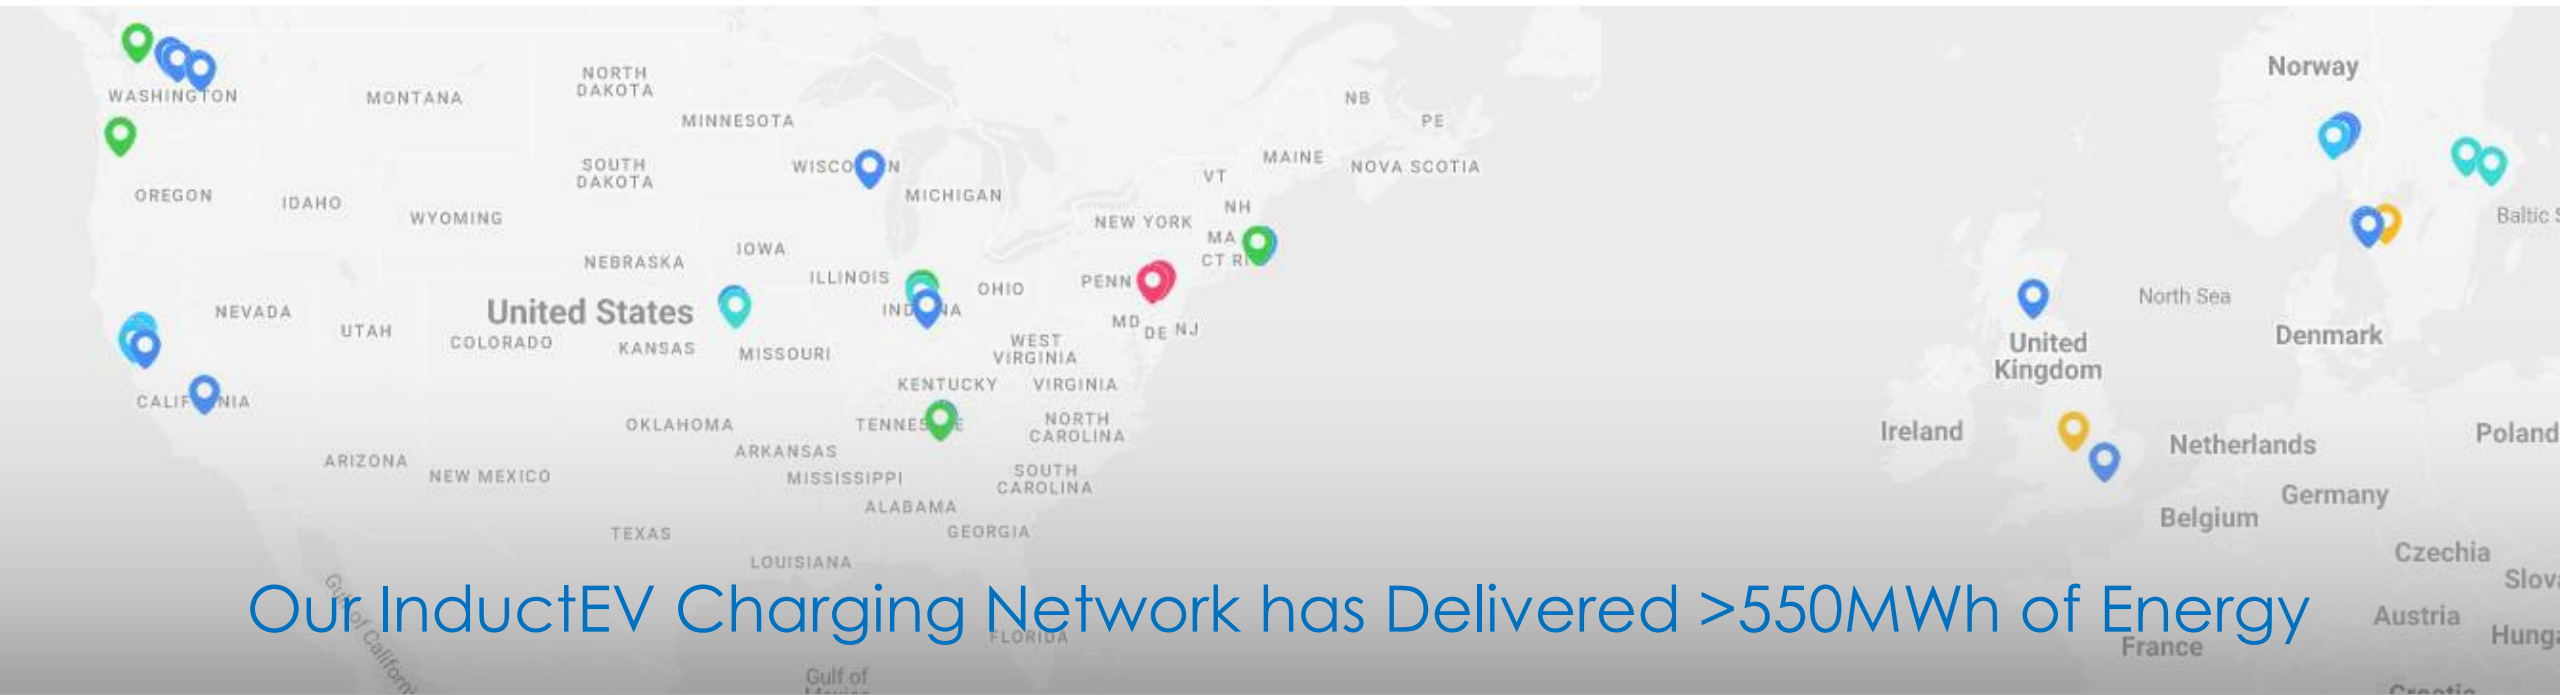 Norway
NORTH
DAKOTA
WASHINGTON
MONTANA
NB
MINNESOTA
PE
MAINE
SOUTH
DAKOTA
NOVA SCOTIA
VT
OREGON
IDAHO
MICHIGAN
WYOMING
NH
NEW YORK
MA
Baltic S
IOWA
NEBRASKA
CT RI
ILLINOIS
OHIO
PENN
North Sea
NEVADA
United States
UTAH
COLORADO
KANSAS
MISSOURI
MD
DE NJ
WEST
VIRGINIA
Denmark
United
Kingdom
KENTUCKY
VIRGINIA
OKLAHOMA
NORTH
CAROLINA
Ireland
Netherlands
Poland
ARKANSAS
ARIZONA
NEW MEXICO
MISSISSIPPI
SOUTH
CAROLINA
Germany
ALABAMA
Belgium
TEXAS
GEORGIA
LOUISIANA
Czechia
Slova
Our InductEV Charging Network has Delivered >550MWh of Energy
Austria
FLORIDA
France
Hunga
Gulf of